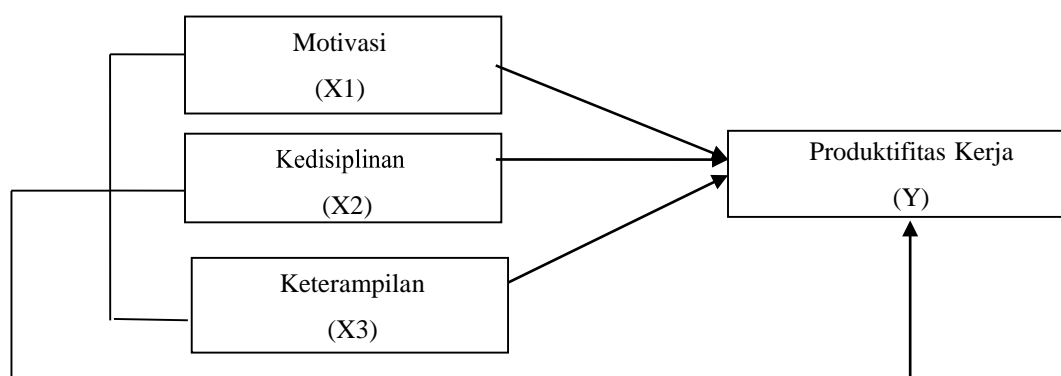 Motivasi
(X1)
Kedisiplinan
(X2)
Keterampilan
(X3)
Produktifitas Kerja
(Y)